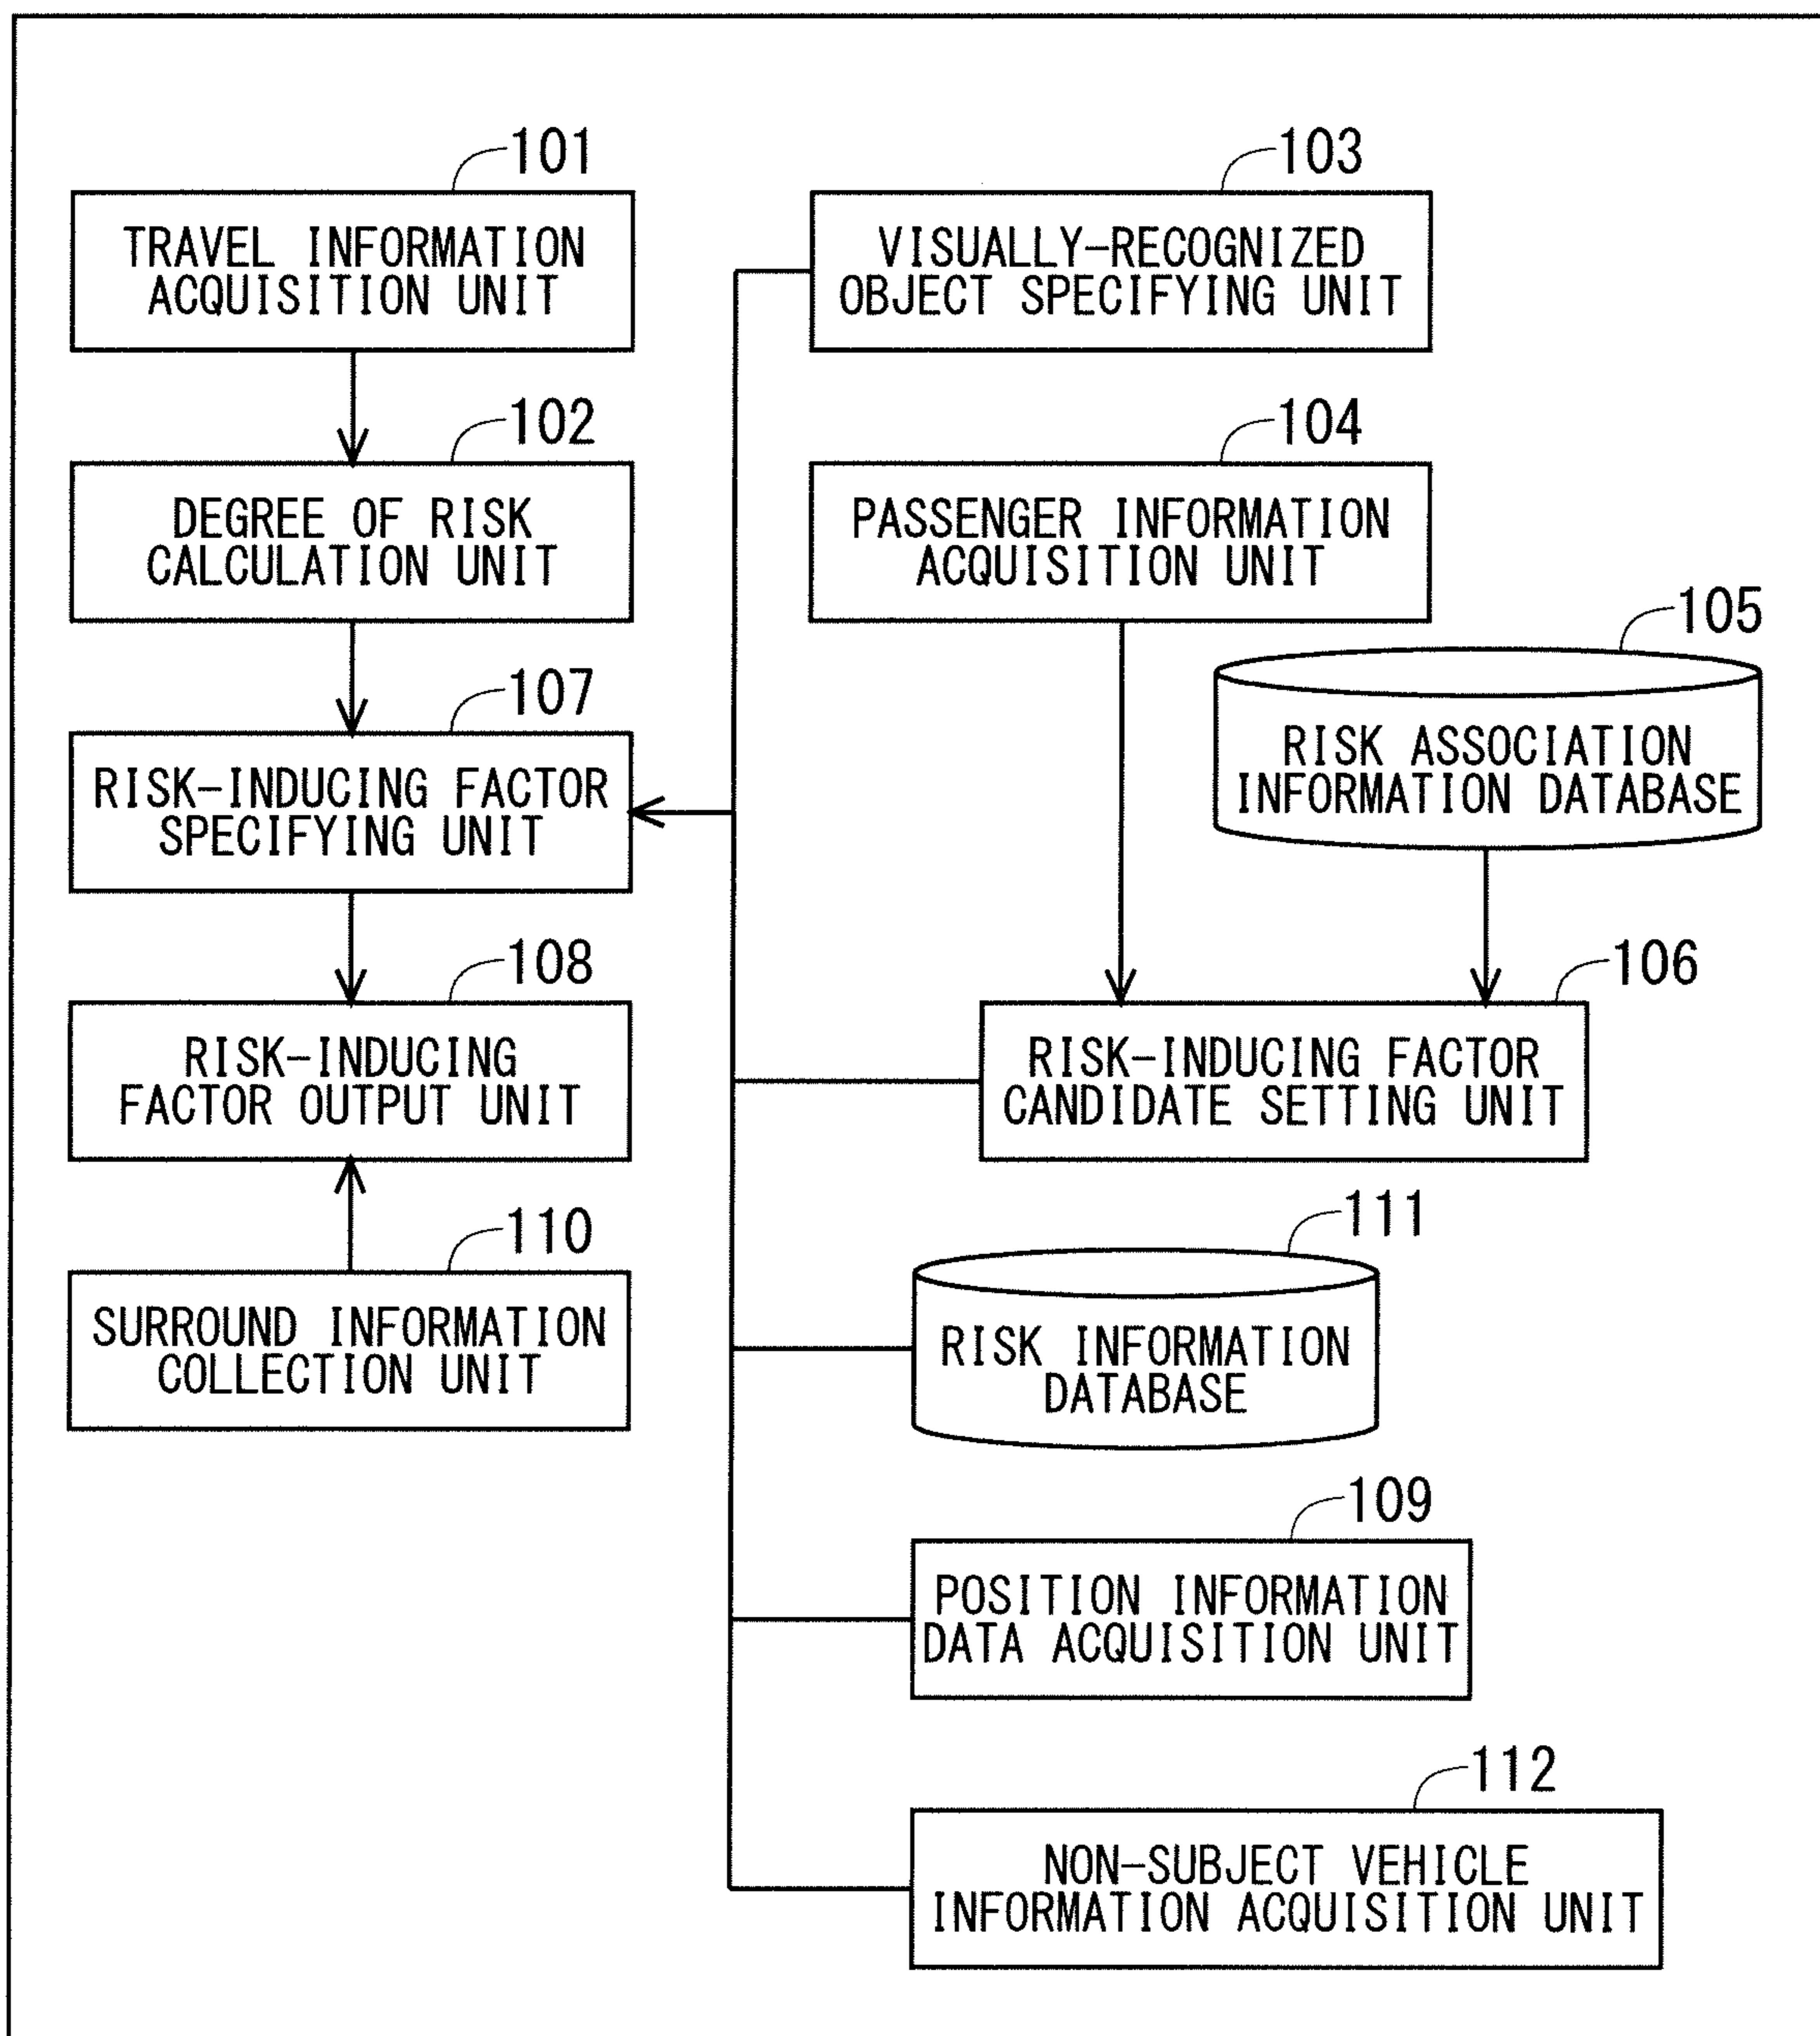 101
TRAVEL INFORMATION
ACQUISITION UNIT
102
DEGREE OF RISK
CALCULATION UNIT
107
RISK-INDUCING FACTOR
SPECIFYING UNIT
108
RISK-INDUCING
FACTOR OUTPUT UNIT
110
SURROUND INFORMATION
COLLECTION UNIT
103
VISUALLY-RECOGNIZED
OBJECT SPECIFYING UNIT
104
PASSENGER INFORMATION
ACQUISITION UNIT
105
RISK ASSOCIATION
INFORMATION DATABASE
106
RISK-INDUCING FACTOR
CANDIDATE SETTING UNIT
111
RISK INFORMATION
DATABASE
109
POSITION INFORMATION
DATA ACQUISITION UNIT
112
NON-SUBJECT VEHICLE
INFORMATION ACQUISITION UNIT